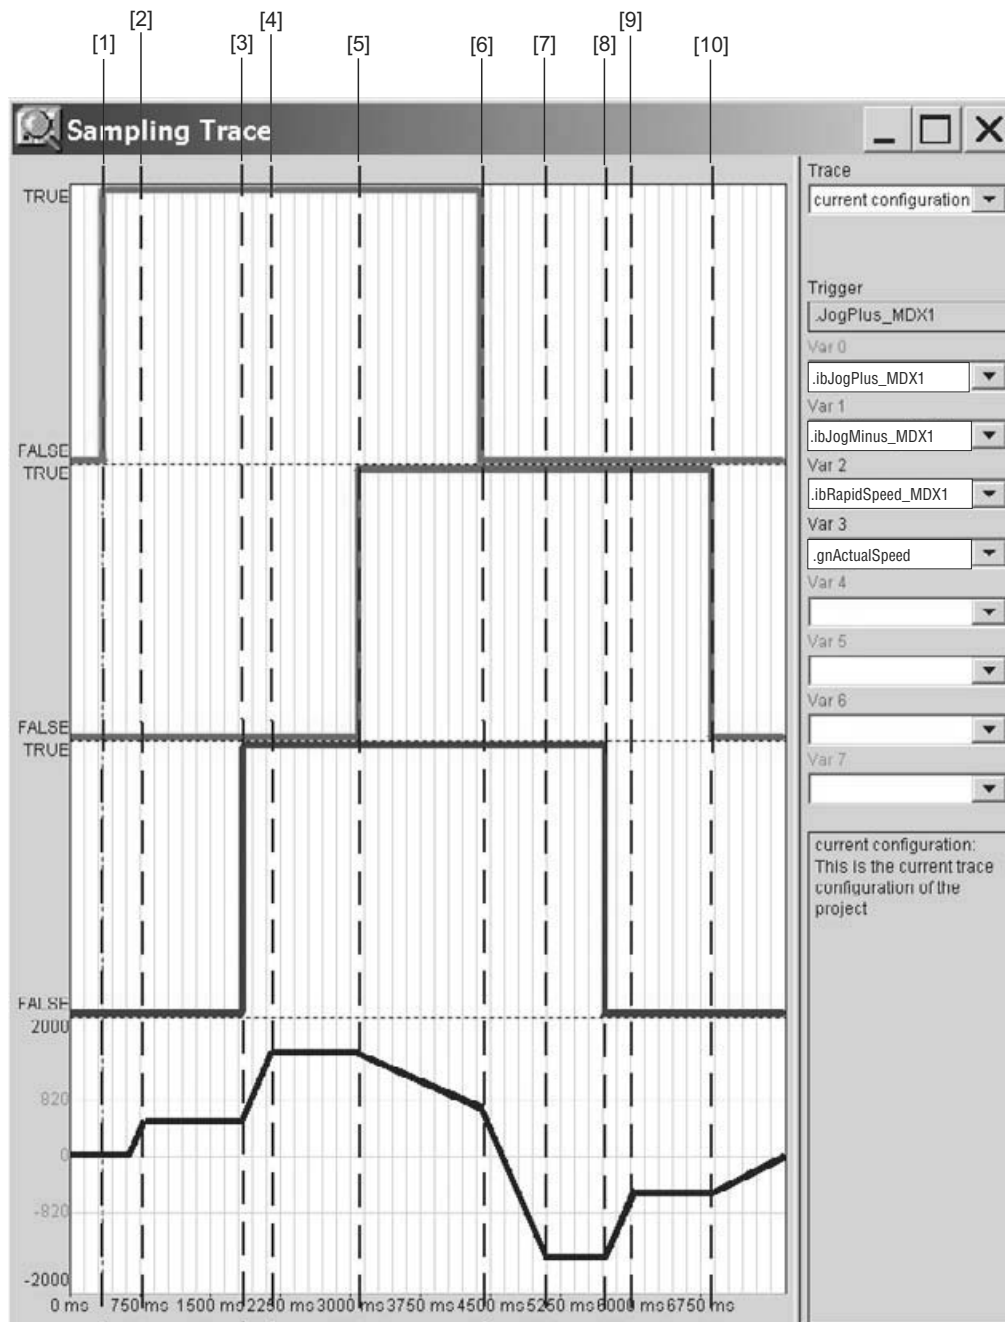 [1] [2] [3] [4] [5] [6] [7] [8] [9] [10]
Sampling Trace
TRUE
FALSE
TRUE
FALSE
TRUE
FALSE
2000
820
0
-820
-2000
0 ms 750 ms 1500 ms 2250 ms 3000 ms 3750 ms 4500 ms 5250 ms 6000 ms 6750 ms
Trace
current configuration
Trigger
.JogPlus_MDX1
Var 0
.ibJogPlus_MDX1
Var 1
.ibJogMinus_MDX1
Var 2
.ibRapidSpeed_MDX1
Var 3
.gnActualSpeed
Var 4
Var 5
Var 6
Var 7
current configuration:
This is the current trace
configuration of the
project